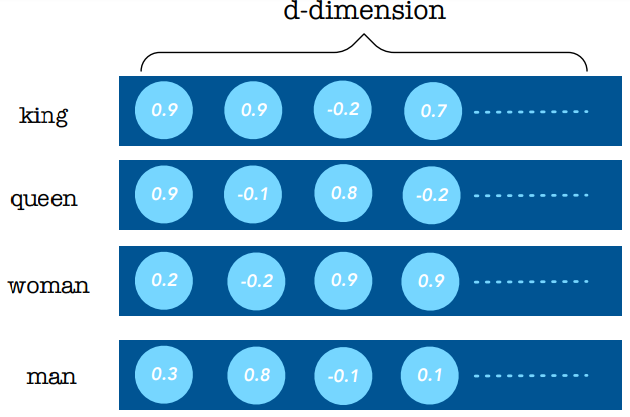 d-dimension
king 0.9 0.9 -0.2 0.7
queen 0.9 -0.1 0.8 -0.2
woman 0.2 -0.2 0.9 0.9
man 0.3 0.8 -0.1 0.1